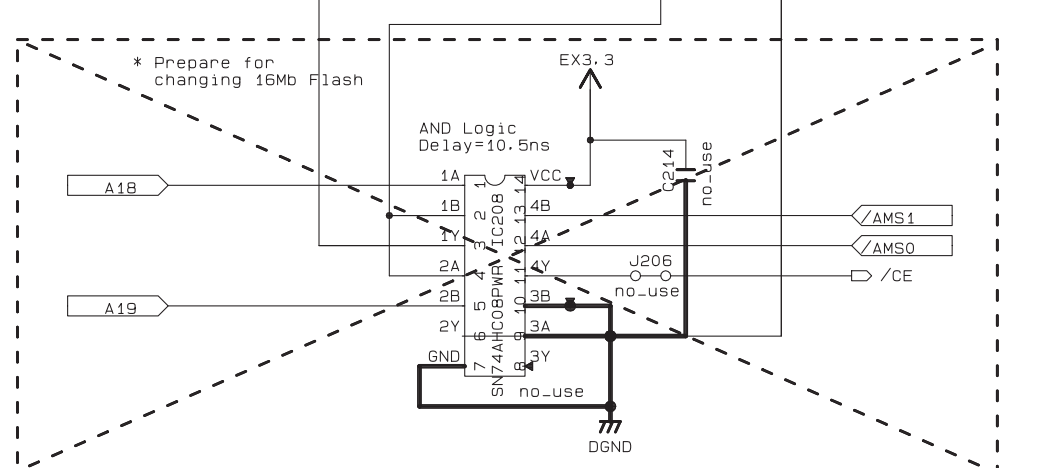 * Prepare for
changing 16Mb Flash
EX3.3
AND Logic
Delay=10.5ns
C214
no_use
A18
1A
1
14
VCC
1B
2
13
4B
/AMS1
1Y
3
12
4A
/AMS0
2A
4
11
4Y
J206
no_use
/CE
A19
2B
5
10
3B
2Y
6
9
3A
GND
7
8
3Y
IC208
SN74AHC08PWR
no_use
DGND